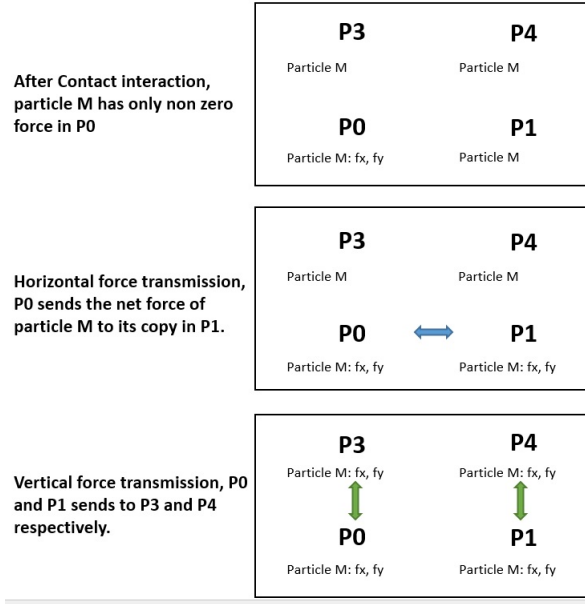 P3 P4
Particle M Particle M
After Contact interaction,
particle M has only non zero
force in P0
P0 P1
Particle M: fx, fy Particle M
P3 P4
Particle M Particle M
Horizontal force transmission,
P0 sends the net force of
particle M to its copy in P1.
P0 P1
Particle M: fx, fy Particle M: fx, fy
P3 P4
Particle M: fx, fy Particle M: fx, fy
Vertical force transmission, P0
and P1 sends to P3 and P4
respectively.
P0 P1
Particle M: fx, fy Particle M: fx, fy